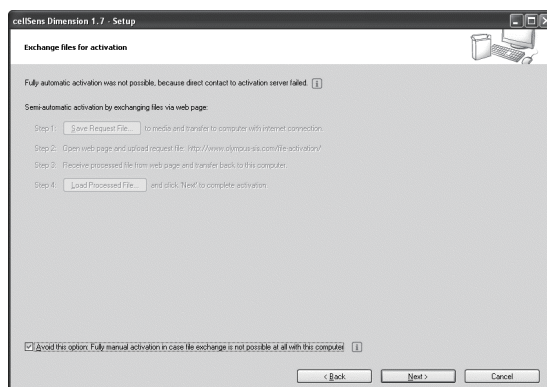 cellSens Dimension 1.7 - Setup
Exchange files for activation
Fully automatic activation was not possible, because direct contact to activation server failed. i
Semi-automatic activation by exchanging files via web page:
Step 1: Save Request File... to media and transfer to computer with internet connection.
Step 2: Open web page and upload request file: http://www.olympus-sis.com/file-activation/
Step 3: Receive processed file from web page and transfer back to this computer.
Step 4: Load Processed File... and click 'Next' to complete activation.
Avoid this option: Fully manual activation in case file exchange is not possible at all with this computer i
< Back Next > Cancel